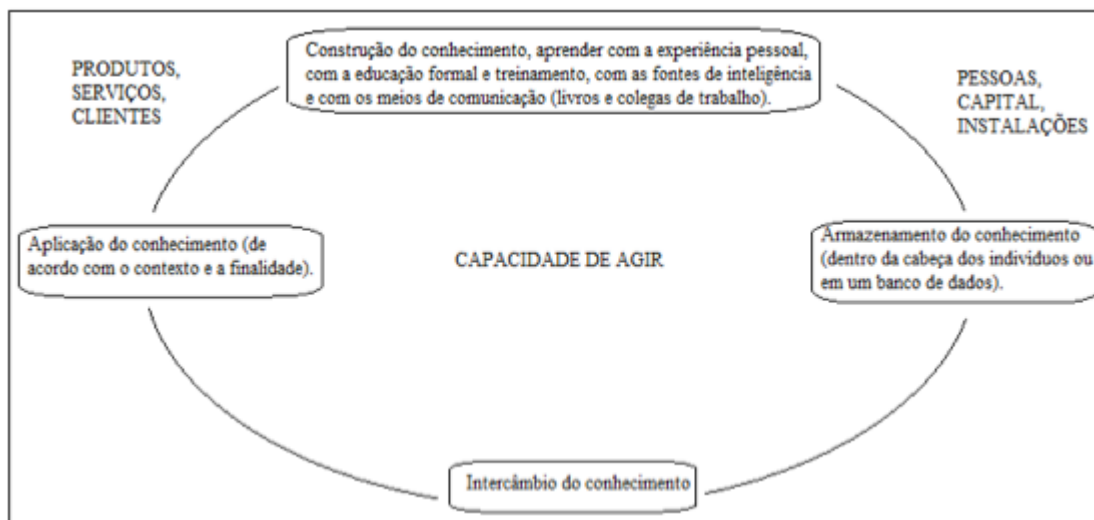 Construção do conhecimento, aprender com a experiência pessoal,
com a educação formal e treinamento, com as fontes de inteligência
e com os meios de comunicação (livros e colegas de trabalho).
PRODUTOS,
SERVIÇOS,
CLIENTES
PESSOAS,
CAPITAL,
INSTALAÇÕES
Aplicação do conhecimento (de
acordo com o contexto e a finalidade).
CAPACIDADE DE AGIR
Armazenamento do conhecimento
(dentro da cabeça dos individuos ou
em um banco de dados).
Intercâmbio do conhecimento